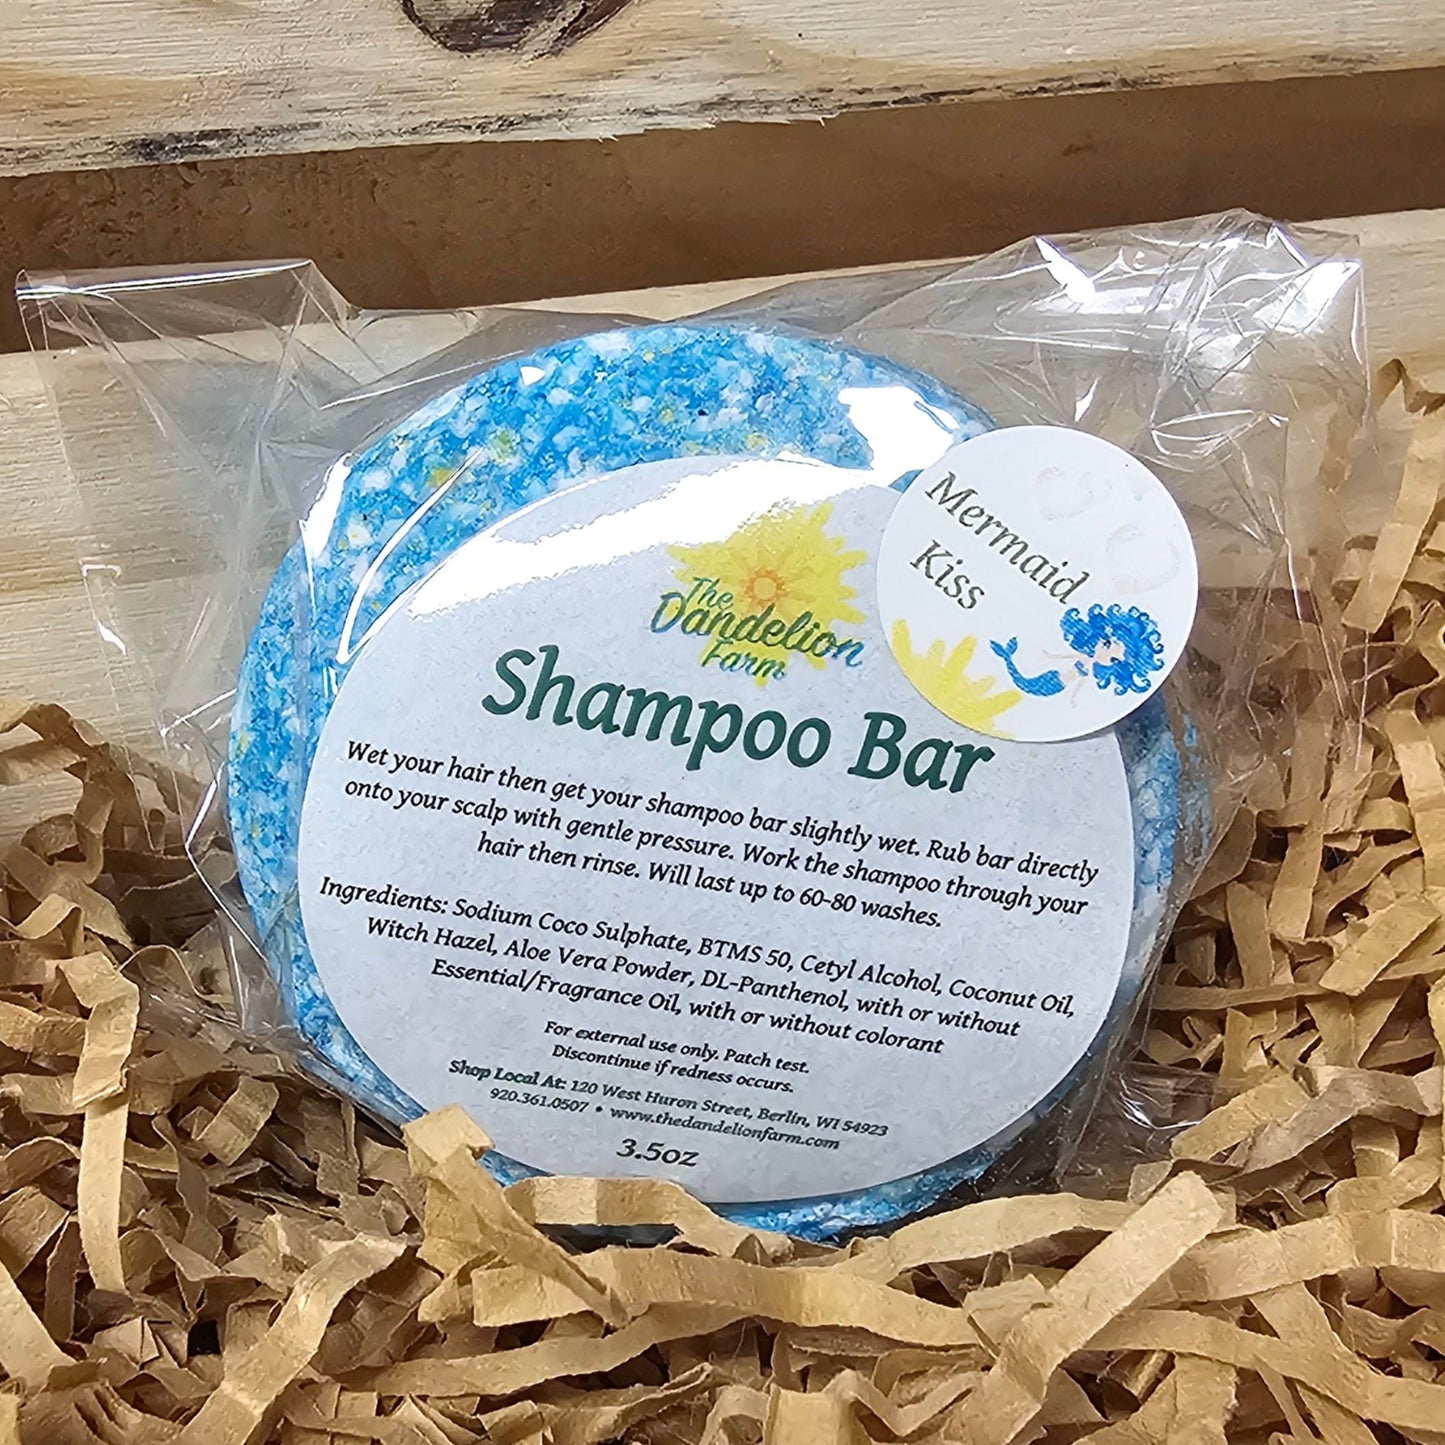 Mermaid
Kiss
The
Dandelion
Farm
Shampoo Bar
Wet your hair then get your shampoo bar slightly wet. Rub bar directly
onto your scalp with gentle pressure. Work the shampoo through your
hair then rinse. Will last up to 60-80 washes.
Ingredients: Sodium Coco Sulphate, BTMS 50, Cetyl Alcohol, Coconut Oil,
Witch Hazel, Aloe Vera Powder, DL-Panthenol, with or without
Essential/Fragrance Oil, with or without colorant
For external use only. Patch test.
Discontinue if redness occurs.
Shop Local At: 120 West Huron Street, Berlin, WI 54923
920.361.0507 • www.thedandelionfarm.com
3.5oz